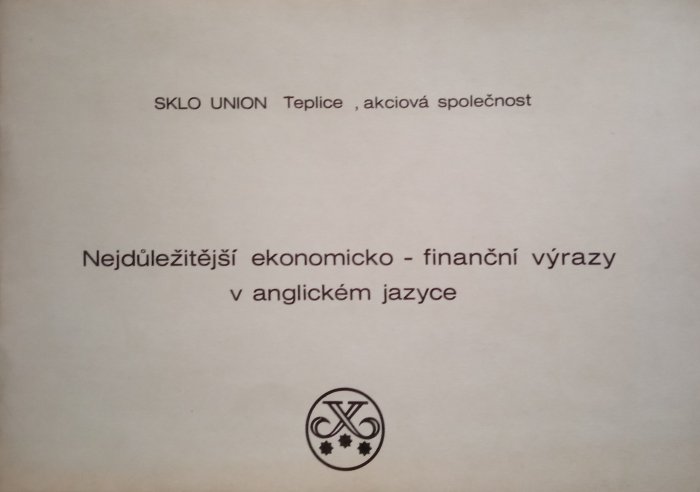 SKLO UNION Teplice , akciová společnost
Nejdůležitější ekonomicko - finanční výrazy
v anglickém jazyce